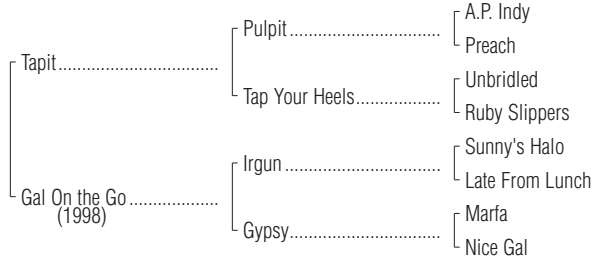 A.P. Indy
Pulpit
Preach
Tapit
Unbridled
Tap Your Heels
Ruby Slippers
Sunny's Halo
Irgun
Late From Lunch
Gal On the Go
(1998)
Marfa
Gypsy
Nice Gal